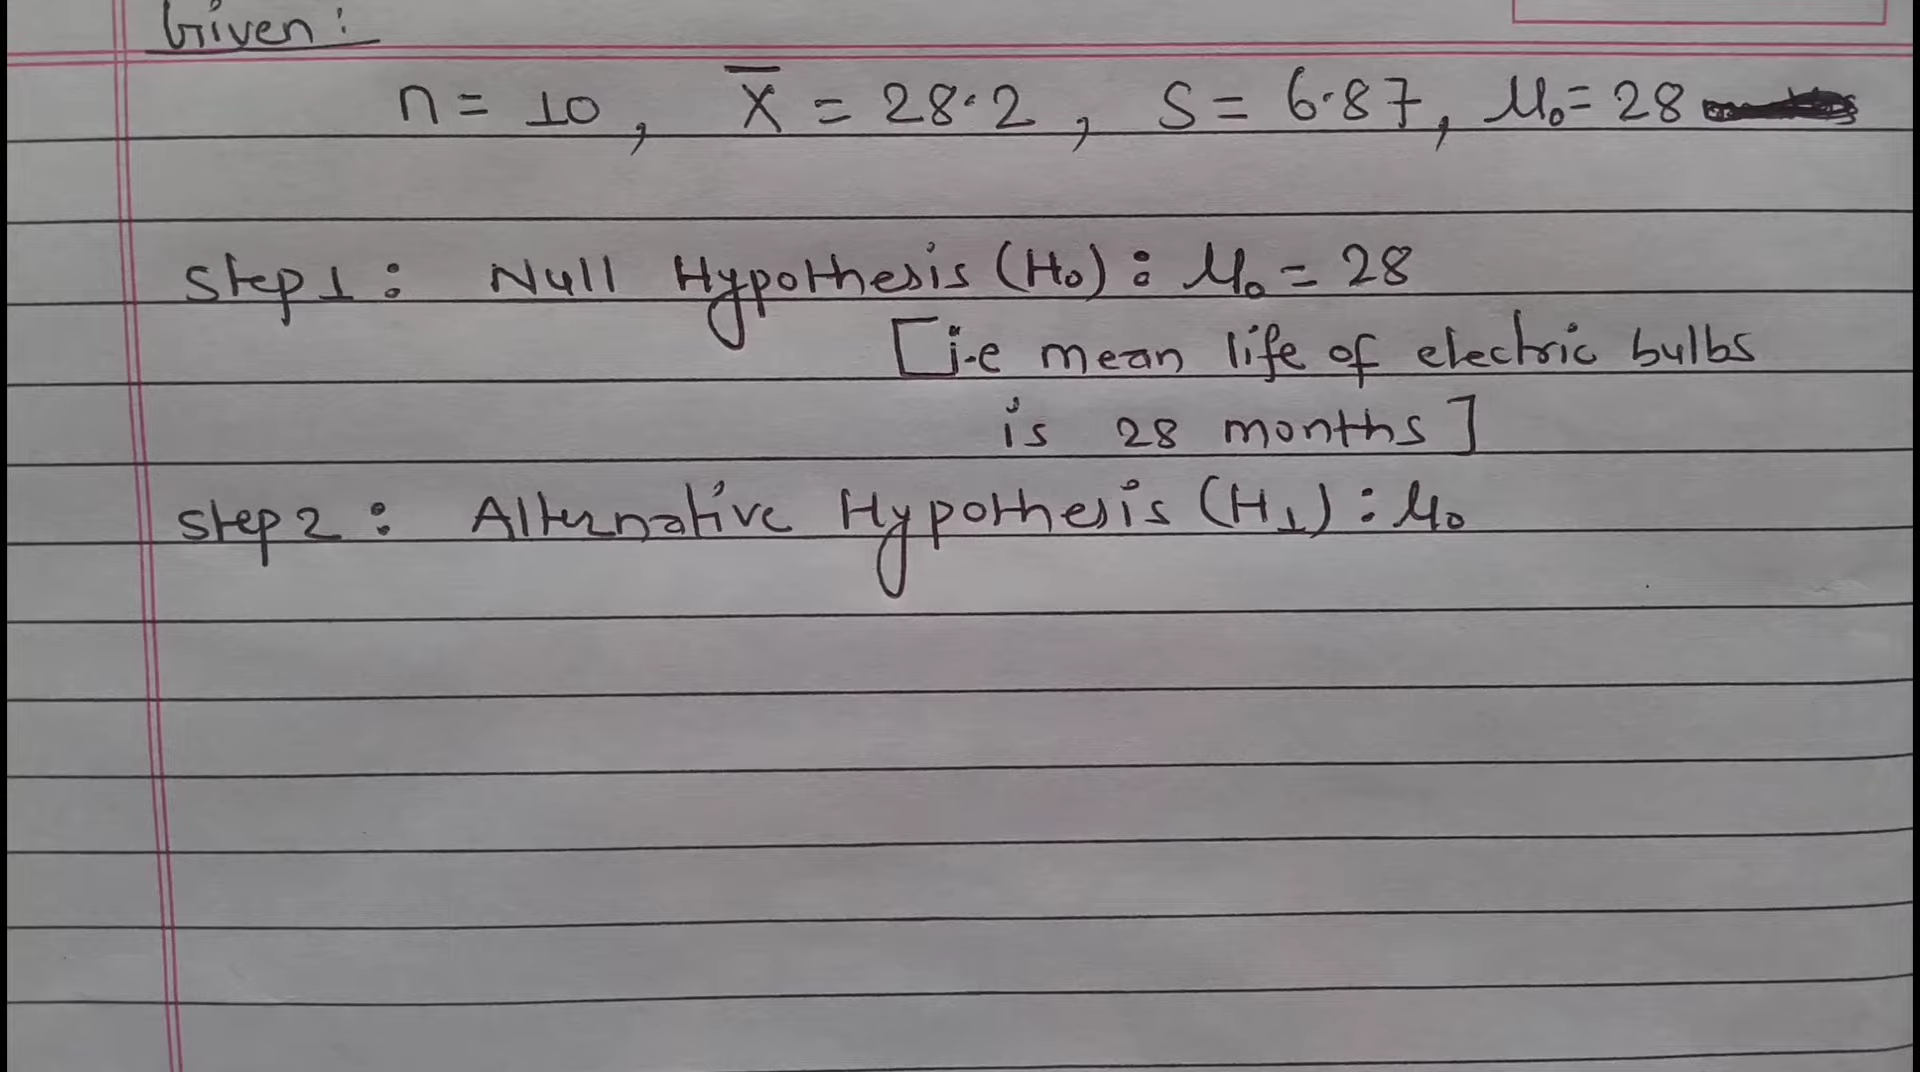 Given:
n = 10, X̄ = 28.2, S = 6.87, μ₀ = 28
Step 1: Null Hypothesis (H₀): μ₀ = 28
[i.e mean life of electric bulbs
is 28 months]
Step 2: Alternative Hypothesis (H₁): μ₀